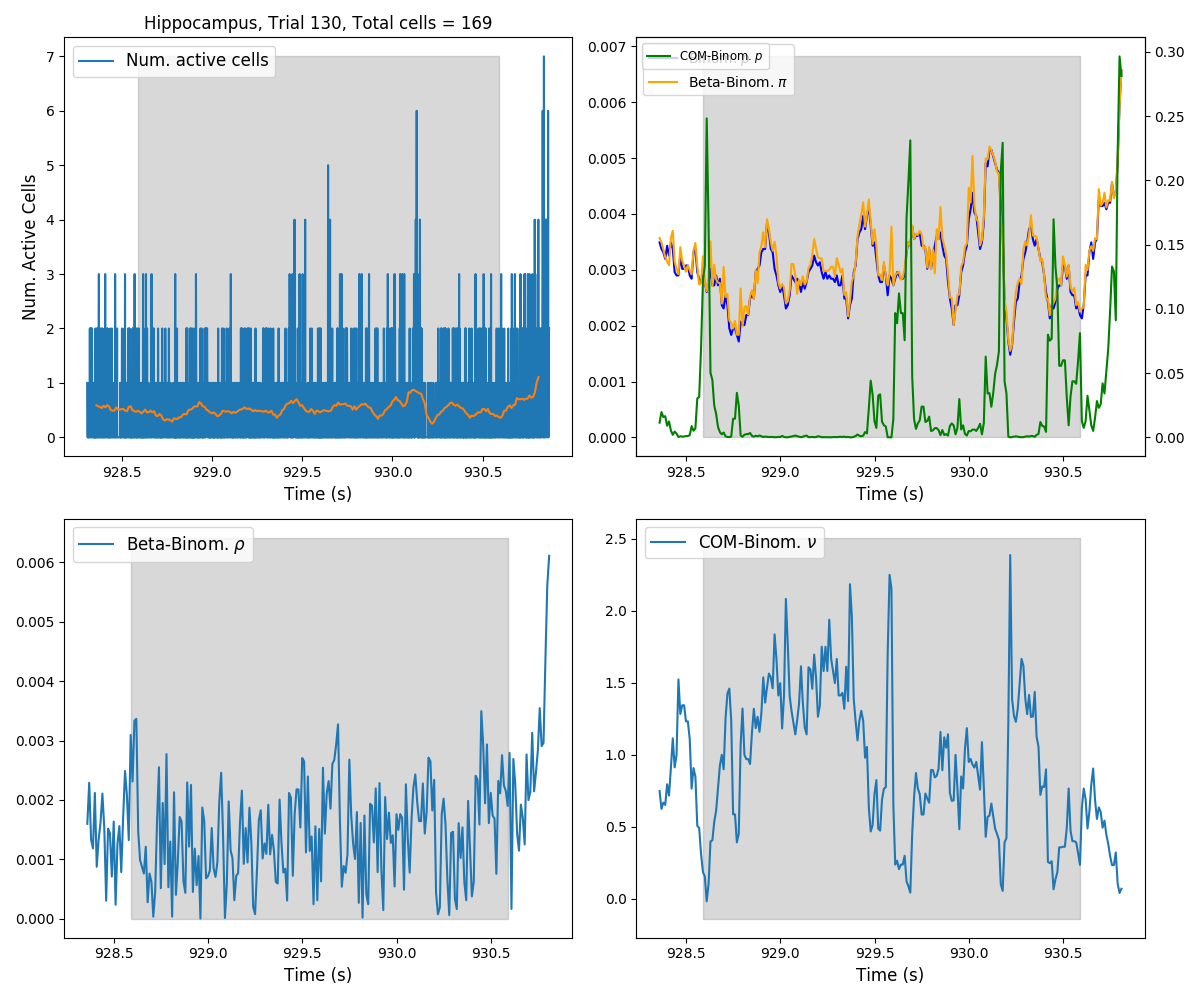 Hippocampus, Trial 130, Total cells = 169
Num. active cells
Num. Active Cells
7
6
5
4
3
2
1
0
928.5 929.0 929.5 930.0 930.5
Time (s)
COM-Binom. p
Beta-Binom. π
0.007
0.006
0.005
0.004
0.003
0.002
0.001
0.000
0.30
0.25
0.20
0.15
0.10
0.05
0.00
928.5 929.0 929.5 930.0 930.5
Time (s)
Beta-Binom. ρ
0.006
0.005
0.004
0.003
0.002
0.001
0.000
928.5 929.0 929.5 930.0 930.5
Time (s)
COM-Binom. ν
2.5
2.0
1.5
1.0
0.5
0.0
928.5 929.0 929.5 930.0 930.5
Time (s)